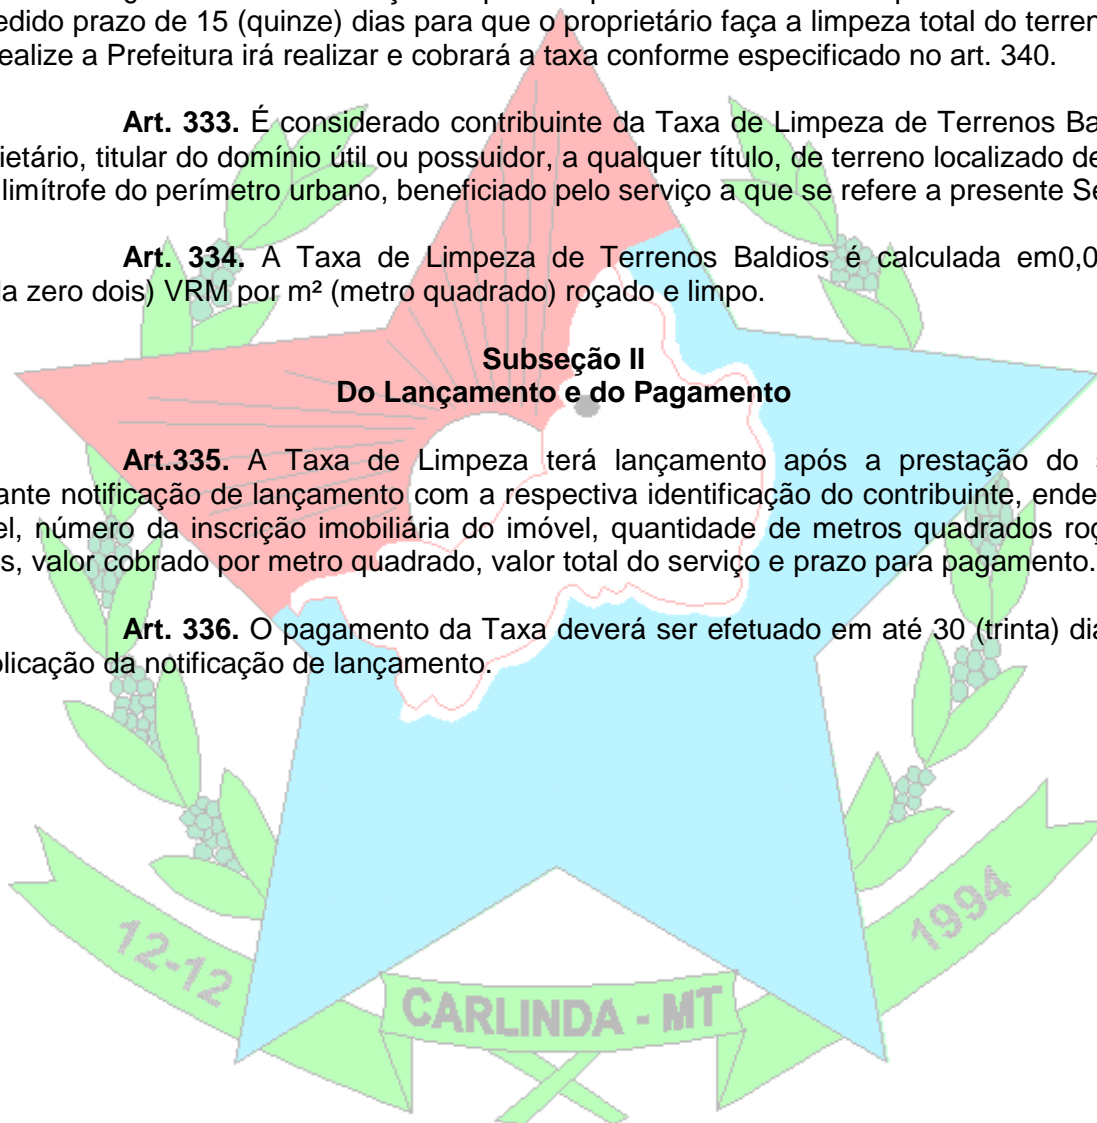 edido prazo de 15 (quinze) dias para que o proprietário faça a limpeza total do terren
ealize a Prefeitura irá realizar e cobrará a taxa conforme especificado no art. 340.
Art. 333. É considerado contribuinte da Taxa de Limpeza de Terrenos Ba
ietário, titular do domínio útil ou possuidor, a qualquer título, de terreno localizado de
limítrofe do perímetro urbano, beneficiado pelo serviço a que se refere a presente Se
Art. 334. A Taxa de Limpeza de Terrenos Baldios é calculada em0,0
la zero dois) VRM por m² (metro quadrado) roçado e limpo.
Subseção II
Do Lançamento e do Pagamento
Art.335. A Taxa de Limpeza terá lançamento após a prestação do s
ante notificação de lançamento com a respectiva identificação do contribuinte, ende
el, número da inscrição imobiliária do imóvel, quantidade de metros quadrados roç
s, valor cobrado por metro quadrado, valor total do serviço e prazo para pagamento.
Art. 336. O pagamento da Taxa deverá ser efetuado em até 30 (trinta) dia
olicação da notificação de lançamento.
12-12
1994
CARLINDA - MT